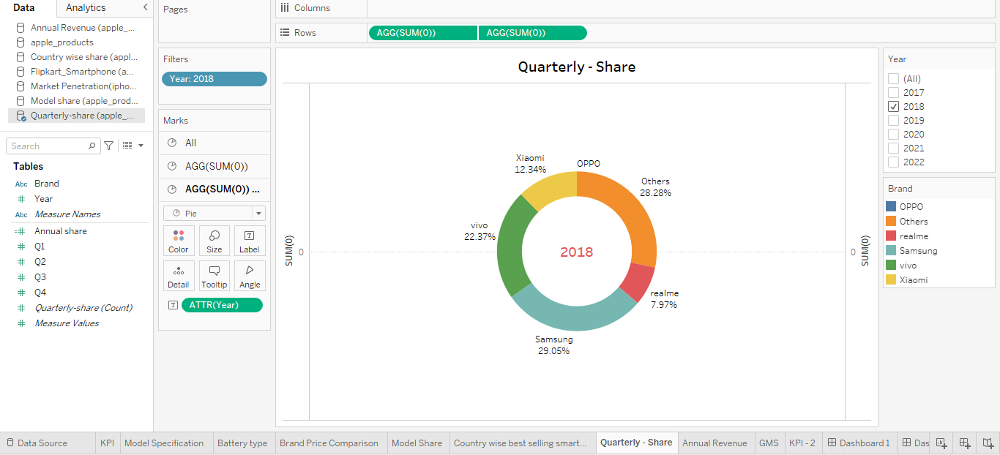 Data
Analytics
Annual Revenue (apple_...
apple_products
Country wise share (appl...
Flipkart_Smartphone (a...
Market Penetration(ipho...
Model share (apple_prod...
Quarterly-share (apple_...
Search
Tables
Abc Brand
Year
Abc Measure Names
Annual share
Q1
Q2
Q3
Q4
Quarterly-share (Count)
Measure Values
Pages
Filters
Year: 2018
Marks
All
AGG(SUM(0))
AGG(SUM(0)) ...
Pie
Color
Size
Label
Detail
Tooltip
Angle
ATTR(Year)
Columns
Rows
AGG(SUM(0))
AGG(SUM(0))
Quarterly - Share
Xiaomi
12.34%
OPPO
Others
28.28%
vivo
22.37%
2018
realme
7.97%
Samsung
29.05%
SUM(0)
0
0
SUM(0)
Year
(All)
2017
2018
2019
2020
2021
2022
Brand
OPPO
Others
realme
Samsung
vivo
Xiaomi
Data Source
KPI
Model Specification
Battery type
Brand Price Comparison
Model Share
Country wise best selling smart...
Quarterly - Share
Annual Revenue
GMS
KPI - 2
Dashboard 1
Das